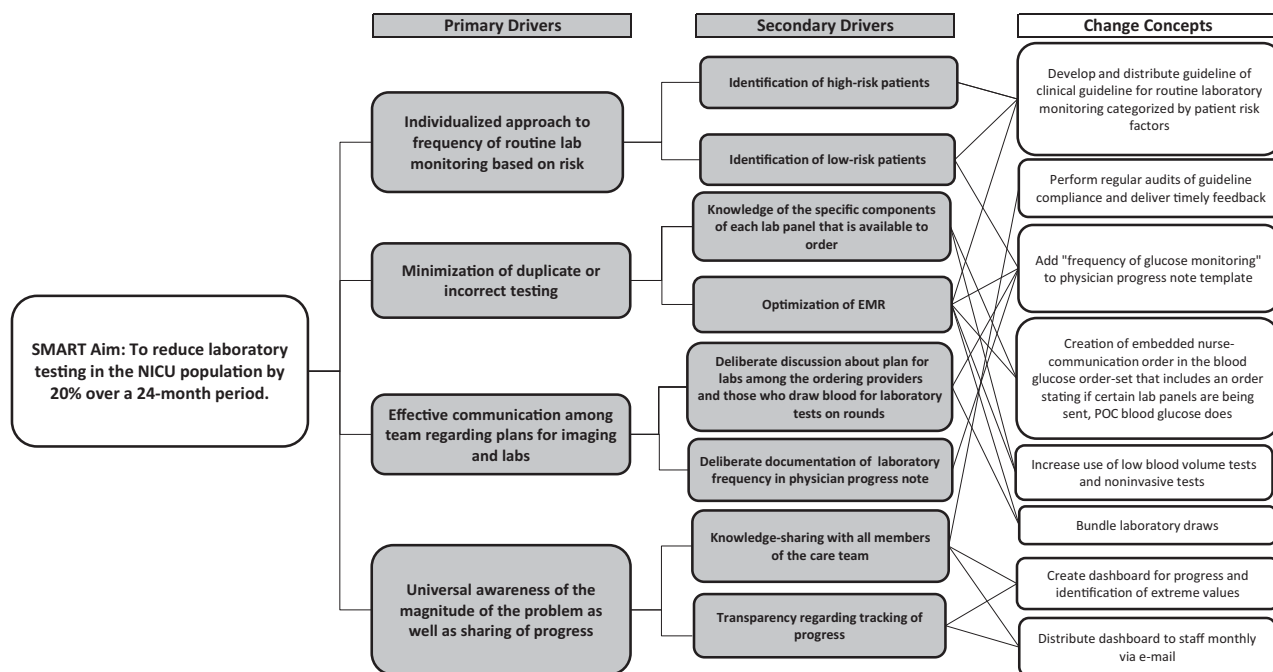 Primary Drivers
Secondary Drivers
Change Concepts
SMART Aim: To reduce laboratory
testing in the NICU population by
20% over a 24-month period.
Individualized approach to
frequency of routine lab
monitoring based on risk
Minimization of duplicate or
incorrect testing
Effective communication among
team regarding plans for imaging
and labs
Universal awareness of the
magnitude of the problem as
well as sharing of progress
Identification of high-risk patients
Identification of low-risk patients
Knowledge of the specific components
of each lab panel that is available to
order
Optimization of EMR
Deliberate discussion about plan for
labs among the ordering providers
and those who draw blood for laboratory
tests on rounds
Deliberate documentation of laboratory
frequency in physician progress note
Knowledge-sharing with all members
of the care team
Transparency regarding tracking of
progress
Develop and distribute guideline of
clinical guideline for routine laboratory
monitoring categorized by patient risk
factors
Perform regular audits of guideline
compliance and deliver timely feedback
Add "frequency of glucose monitoring"
to physician progress note template
Creation of embedded nurse-
communication order in the blood
glucose order-set that includes an order
stating if certain lab panels are being
sent, POC blood glucose does
Increase use of low blood volume tests
and noninvasive tests
Bundle laboratory draws
Create dashboard for progress and
identification of extreme values
Distribute dashboard to staff monthly
via e-mail